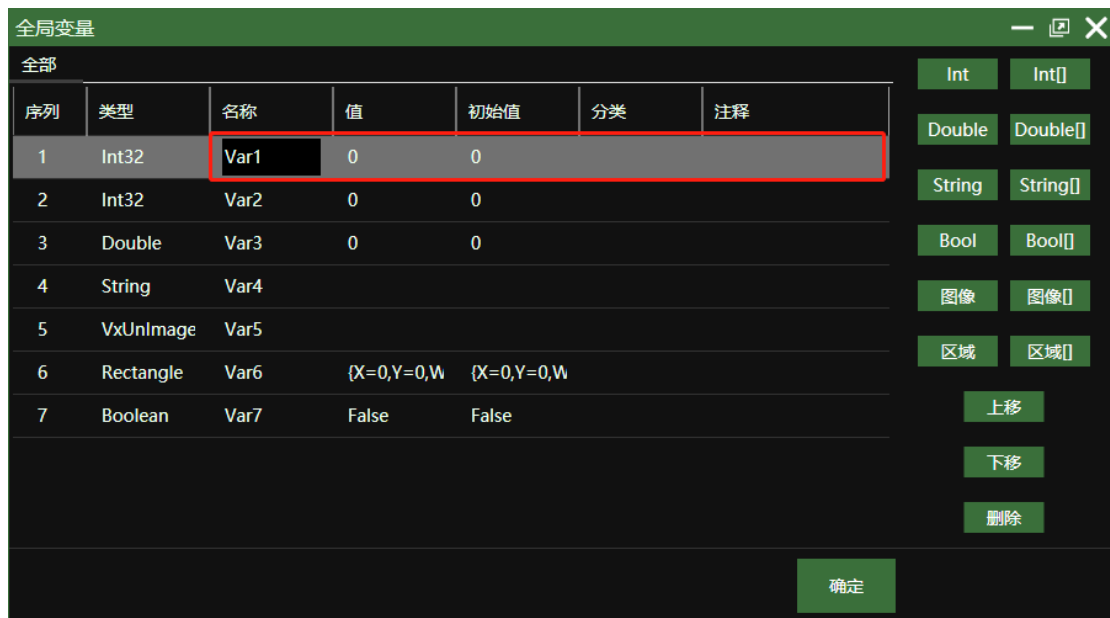 全局变量
全部
序列 类型 名称 值 初始值 分类 注释
1 Int32 Var1 0 0
2 Int32 Var2 0 0
3 Double Var3 0 0
4 String Var4
5 VxUnImage Var5
6 Rectangle Var6 {X=0,Y=0,W {X=0,Y=0,W
7 Boolean Var7 False False
Int Int[]
Double Double[]
String String[]
Bool Bool[]
图像 图像[]
区域 区域[]
上移
下移
删除
确定